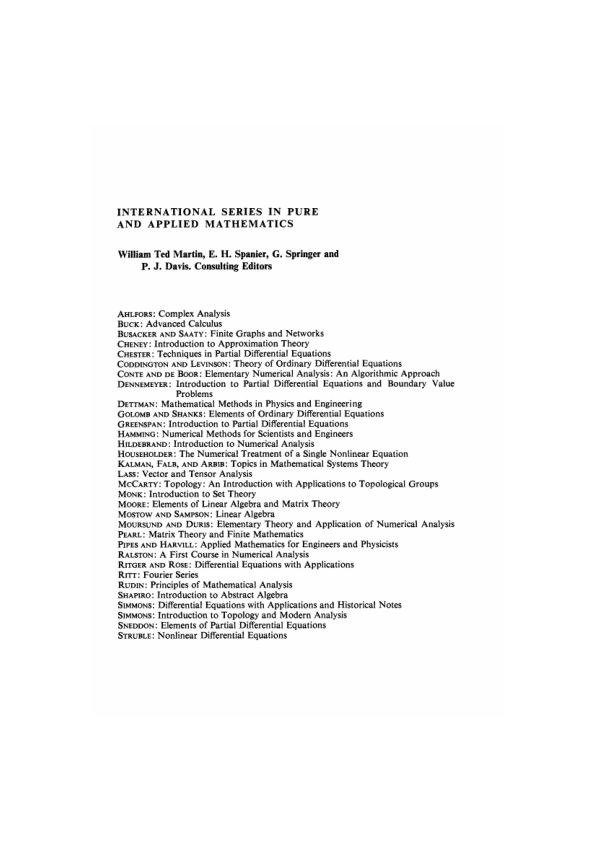 INTERNATIONAL SERIES IN PURE
AND APPLIED MATHEMATICS
William Ted Martin, E. H. Spanier, G. Springer and
P. J. Davis. Consulting Editors
AHLFORS: Complex Analysis
BUCK: Advanced Calculus
BUSACKER AND SAATY: Finite Graphs and Networks
CHENEY: Introduction to Approximation Theory
CHESTER: Techniques in Partial Differential Equations
CODDINGTON AND LEVINSON: Theory of Ordinary Differential Equations
CONTE AND DE BOOR: Elementary Numerical Analysis: An Algorithmic Approach
DENNEMEYER: Introduction to Partial Differential Equations and Boundary Value
Problems
DETTMAN: Mathematical Methods in Physics and Engineering
GOLOMB AND SHANKS: Elements of Ordinary Differential Equations
GREENSPAN: Introduction to Partial Differential Equations
HAMMING: Numerical Methods for Scientists and Engineers
HILDEBRAND: Introduction to Numerical Analysis
HOUSEHOLDER: The Numerical Treatment of a Single Nonlinear Equation
KALMAN, FALB, AND ARBIB: Topics in Mathematical Systems Theory
LASS: Vector and Tensor Analysis
MCCARTY: Topology: An Introduction with Applications to Topological Groups
MONK: Introduction to Set Theory
MOORE: Elements of Linear Algebra and Matrix Theory
MOSTOW AND SAMPSON: Linear Algebra
MOURSUND AND DURIS: Elementary Theory and Application of Numerical Analysis
PEARL: Matrix Theory and Finite Mathematics
PIPES AND HARVILL: Applied Mathematics for Engineers and Physicists
RALSTON: A First Course in Numerical Analysis
RITGER AND ROSE: Differential Equations with Applications
RITT: Fourier Series
RUDIN: Principles of Mathematical Analysis
SHAPIRO: Introduction to Abstract Algebra
SIMMONS: Differential Equations with Applications and Historical Notes
SIMMONS: Introduction to Topology and Modern Analysis
SNEDDON: Elements of Partial Differential Equations
STRUBLE: Nonlinear Differential Equations